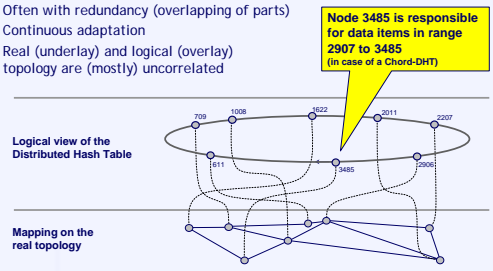 Often with redundancy (overlapping of parts)
Continuous adaptation
Real (underlay) and logical (overlay)
topology are (mostly) uncorrelated
Node 3485 is responsible
for data items in range
2907 to 3485
(in case of a Chord-DHT)
709
1008
1622
2011
2207
Logical view of the
Distributed Hash Table
611
3485
2906
Mapping on the
real topology